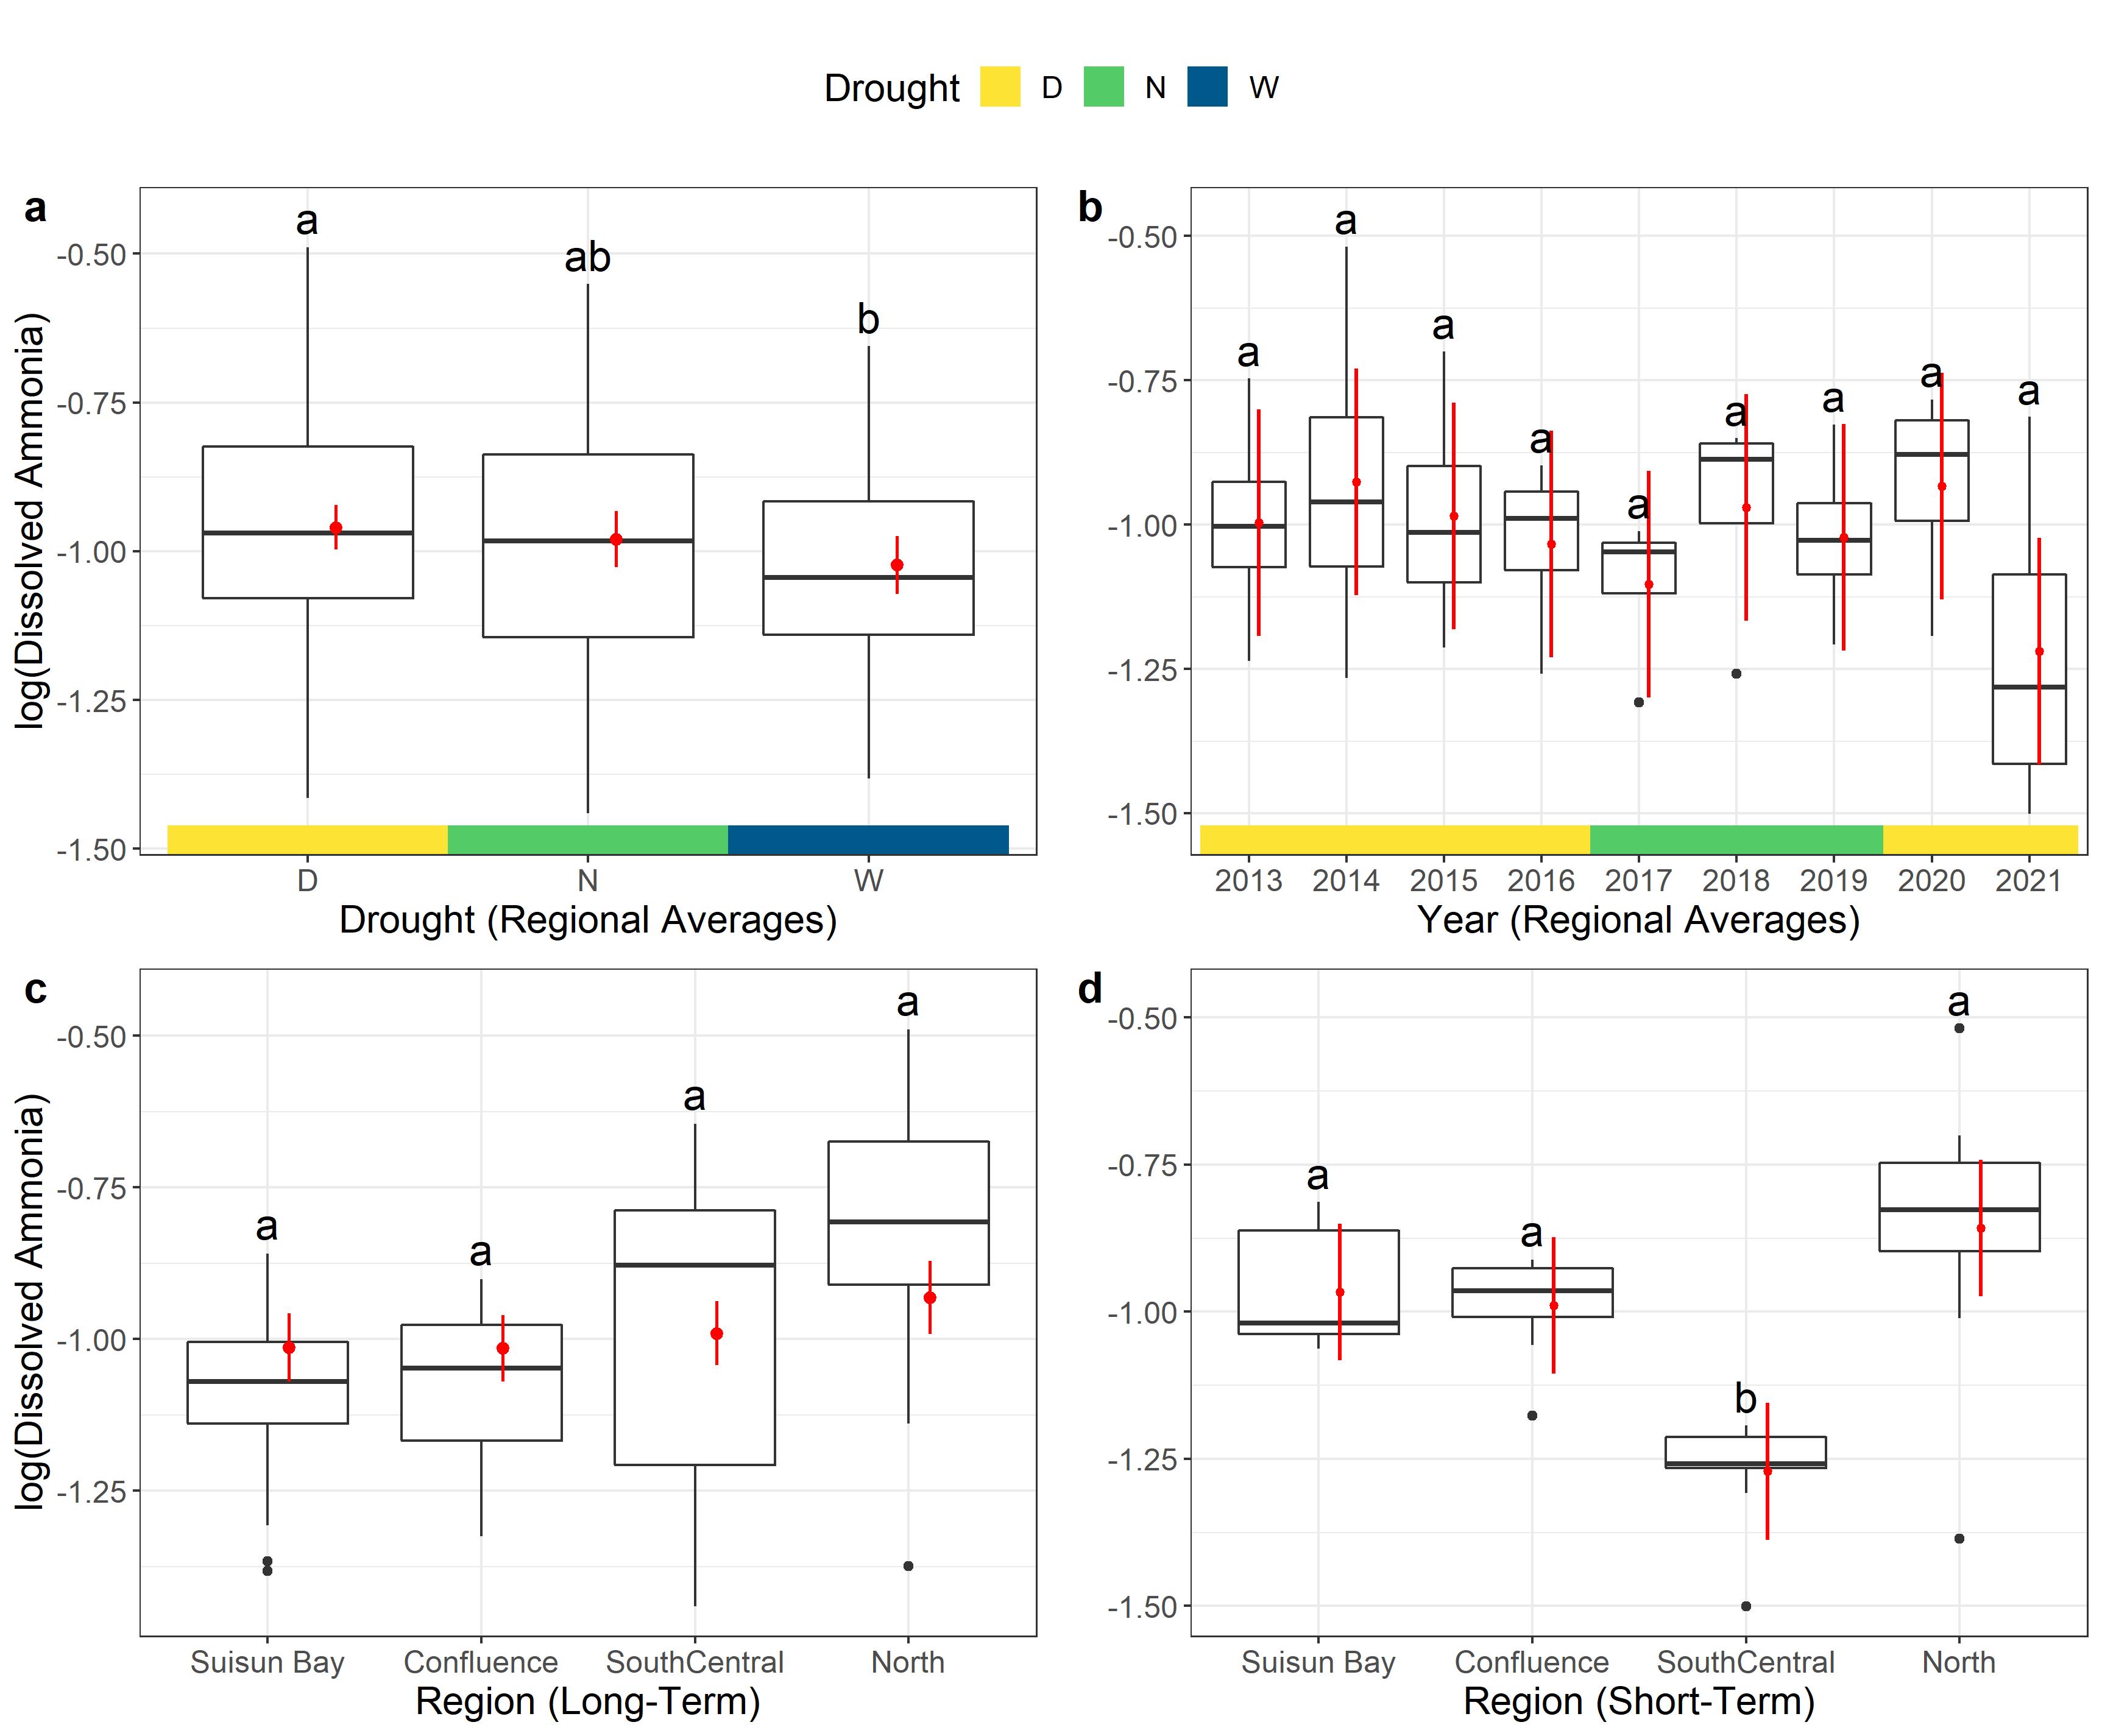 Drought D N W
a
log(Dissolved Ammonia)
-0.50
-0.75
-1.00
-1.25
-1.50
a ab b
D N W
Drought (Regional Averages)
b
-0.50
-0.75
-1.00
-1.25
-1.50
a a a a a a a a a
2013 2014 2015 2016 2017 2018 2019 2020 2021
Year (Regional Averages)
c
log(Dissolved Ammonia)
-0.50
-0.75
-1.00
-1.25
a a a a
Suisun Bay Confluence SouthCentral North
Region (Long-Term)
d
-0.50
-0.75
-1.00
-1.25
-1.50
a a b a
Suisun Bay Confluence SouthCentral North
Region (Short-Term)